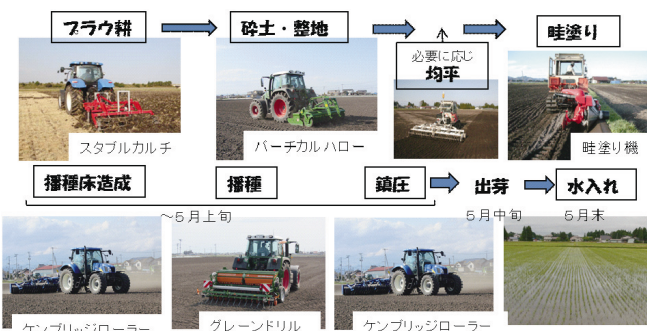 プラウ耕
砕土・整地
必要に応じ
均平
畦塗り
スタブルカルチ
バーチカルハロー
畦塗り機
播種床造成
播種
鎮圧
出芽
水入れ
～5月上旬
5月中旬
5月末
ケンブリッジローラー
グレーンドリル
ケンブリッジローラー